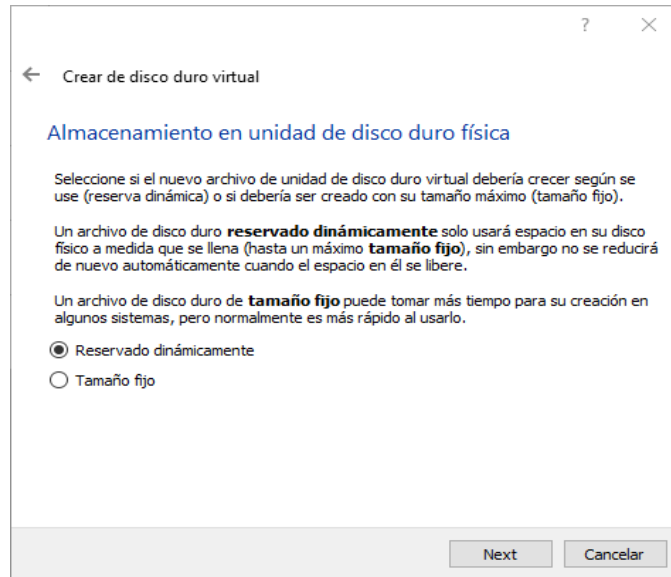 ?
Crear de disco duro virtual
Almacenamiento en unidad de disco duro física
Seleccione si el nuevo archivo de unidad de disco duro virtual debería crecer según se
use (reserva dinámica) o si debería ser creado con su tamaño máximo (tamaño fijo).
Un archivo de disco duro reservado dinámicamente solo usará espacio en su disco
físico a medida que se llena (hasta un máximo tamaño fijo), sin embargo no se reducirá
de nuevo automáticamente cuando el espacio en él se libere.
Un archivo de disco duro de tamaño fijo puede tomar más tiempo para su creación en
algunos sistemas, pero normalmente es más rápido al usarlo.
Reservado dinámicamente
Tamaño fijo
Next Cancelar